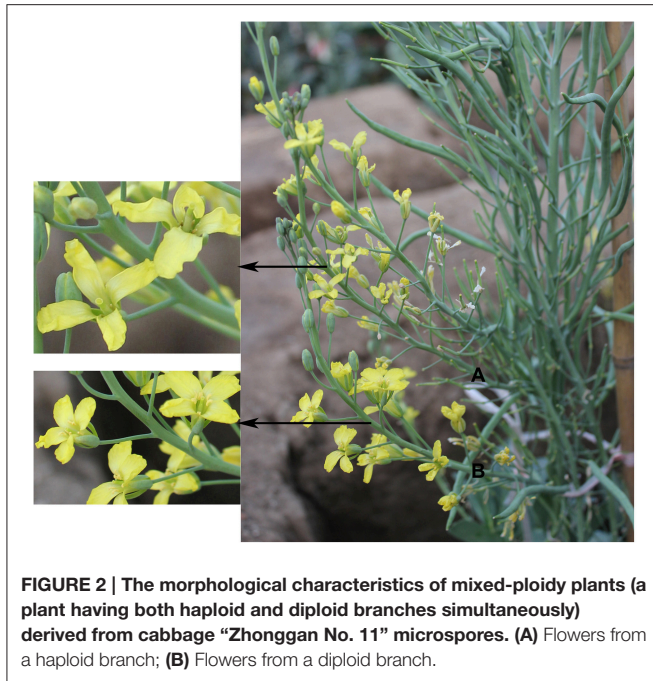 A
B
FIGURE 2 | The morphological characteristics of mixed-ploidy plants (a
plant having both haploid and diploid branches simultaneously)
derived from cabbage “Zhonggan No. 11” microspores. (A) Flowers from
a haploid branch; (B) Flowers from a diploid branch.